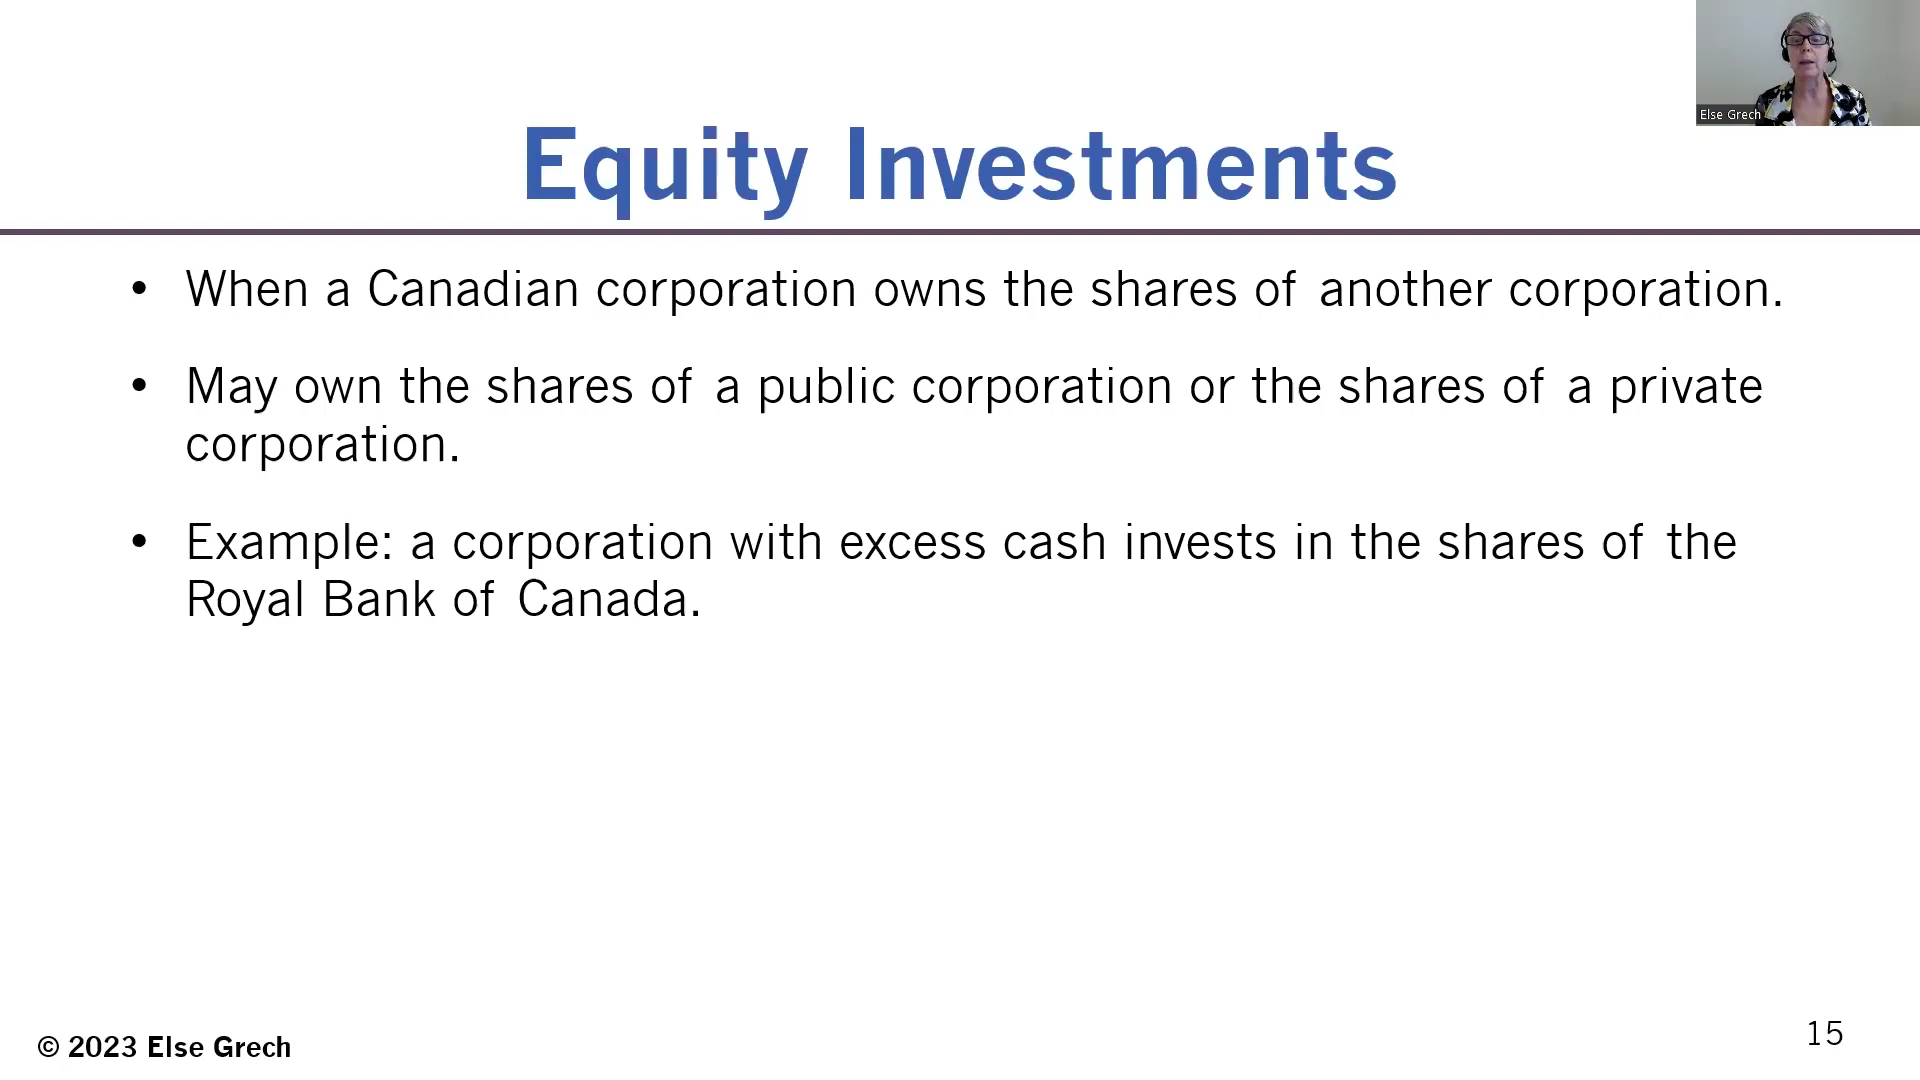 Else Grech
Equity Investments
• When a Canadian corporation owns the shares of another corporation.
• May own the shares of a public corporation or the shares of a private
corporation.
• Example: a corporation with excess cash invests in the shares of the
Royal Bank of Canada.
© 2023 Else Grech
15